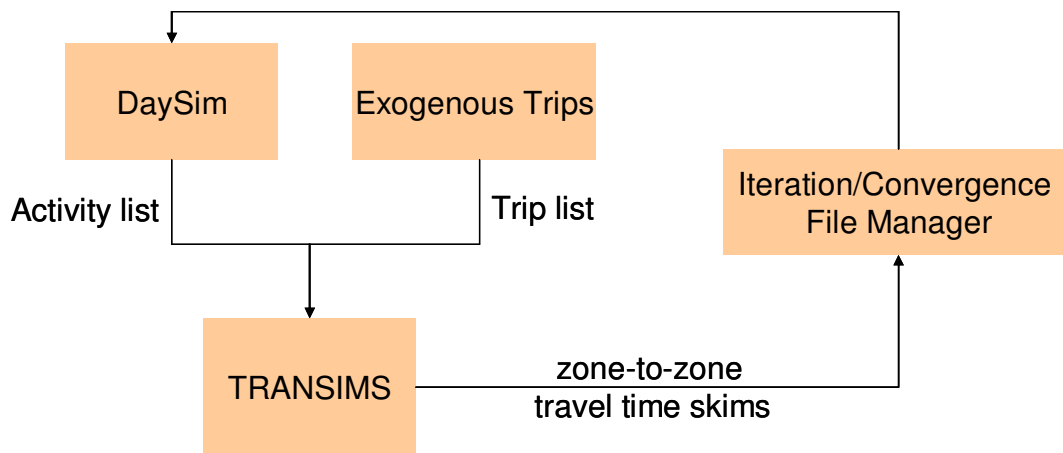 DaySim
Exogenous Trips
Activity list
Trip list
Iteration/Convergence
File Manager
TRANSIMS
zone-to-zone
travel time skims